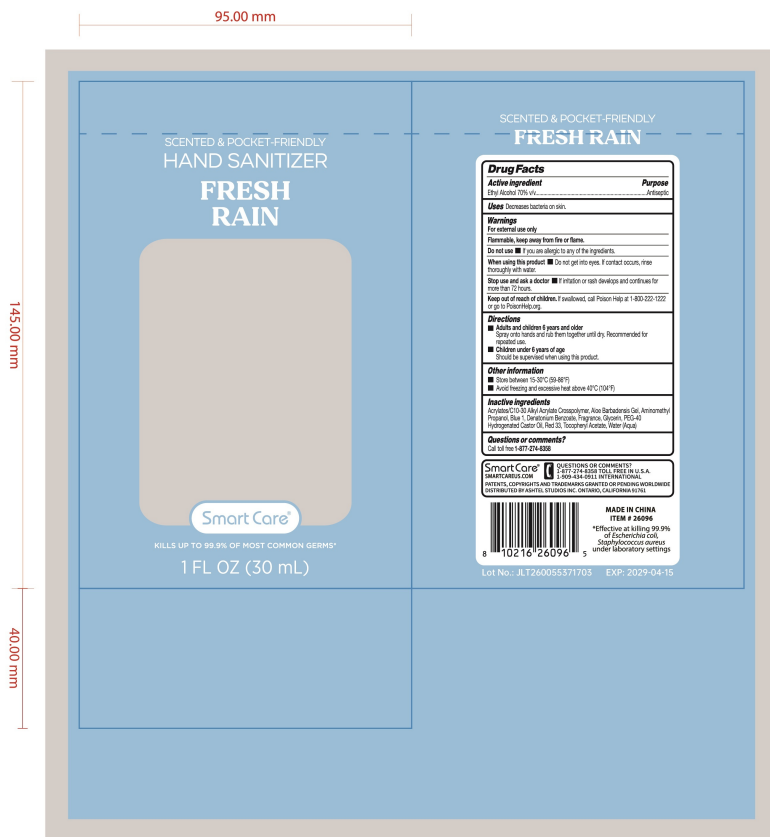 95.00 mm
145.00 mm
40.00 mm
SCENTED & POCKET-FRIENDLY
HAND SANITIZER
FRESH
RAIN
Smart Care®
KILLS UP TO 99.9% OF MOST COMMON GERMS*
1 FL OZ (30 mL)
SCENTED & POCKET-FRIENDLY
FRESH RAIN
Drug Facts
Active ingredient Purpose
Ethyl Alcohol 70% v/v......Antiseptic
Uses Decreases bacteria on skin.
Warnings
For external use only
Flammable, keep away from fire or flame.
Do not use ■ If you are allergic to any of the ingredients.
When using this product ■ Do not get into eyes. If contact occurs, rinse
thoroughly with water.
Stop use and ask a doctor ■ If irritation or rash develops and continues for
more than 72 hours.
Keep out of reach of children. If swallowed, call Poison Help at 1-800-222-1222
or go to PoisonHelp.org.
Directions
■ Adults and children 6 years and older
Spray onto hands and rub them together until dry. Recommended for
repeated use.
■ Children under 6 years of age
Should be supervised when using this product.
Other information
■ Store between 15-30°C (59-86°F)
■ Avoid freezing and excessive heat above 40°C (104°F)
Inactive ingredients
Acrylates/C10-30 Alkyl Acrylate Crosspolymer, Aloe Barbadensis Gel, Aminomethyl
Propanol, Blue 1, Denatonium Benzoate, Fragrance, Glycerin, PEG-40
Hydrogenated Castor Oil, Red 33, Tocopheryl Acetate, Water (Aqua)
Questions or comments?
Call toll free 1-877-274-8358
Smart Care®
SMARTCAREUS.COM
QUESTIONS OR COMMENTS?
1-877-274-8358 TOLL FREE IN U.S.A.
1-909-434-0911 INTERNATIONAL
PATENTS, COPYRIGHTS AND TRADEMARKS GRANTED OR PENDING WORLDWIDE
DISTRIBUTED BY ASHTEL STUDIOS INC. ONTARIO, CALIFORNIA 91761
8 10216 26096 5
MADE IN CHINA
ITEM # 26096
*Effective at killing 99.9%
of Escherichia coli,
Staphylococcus aureus
under laboratory settings
Lot No.: JLT260055371703 EXP: 2029-04-15